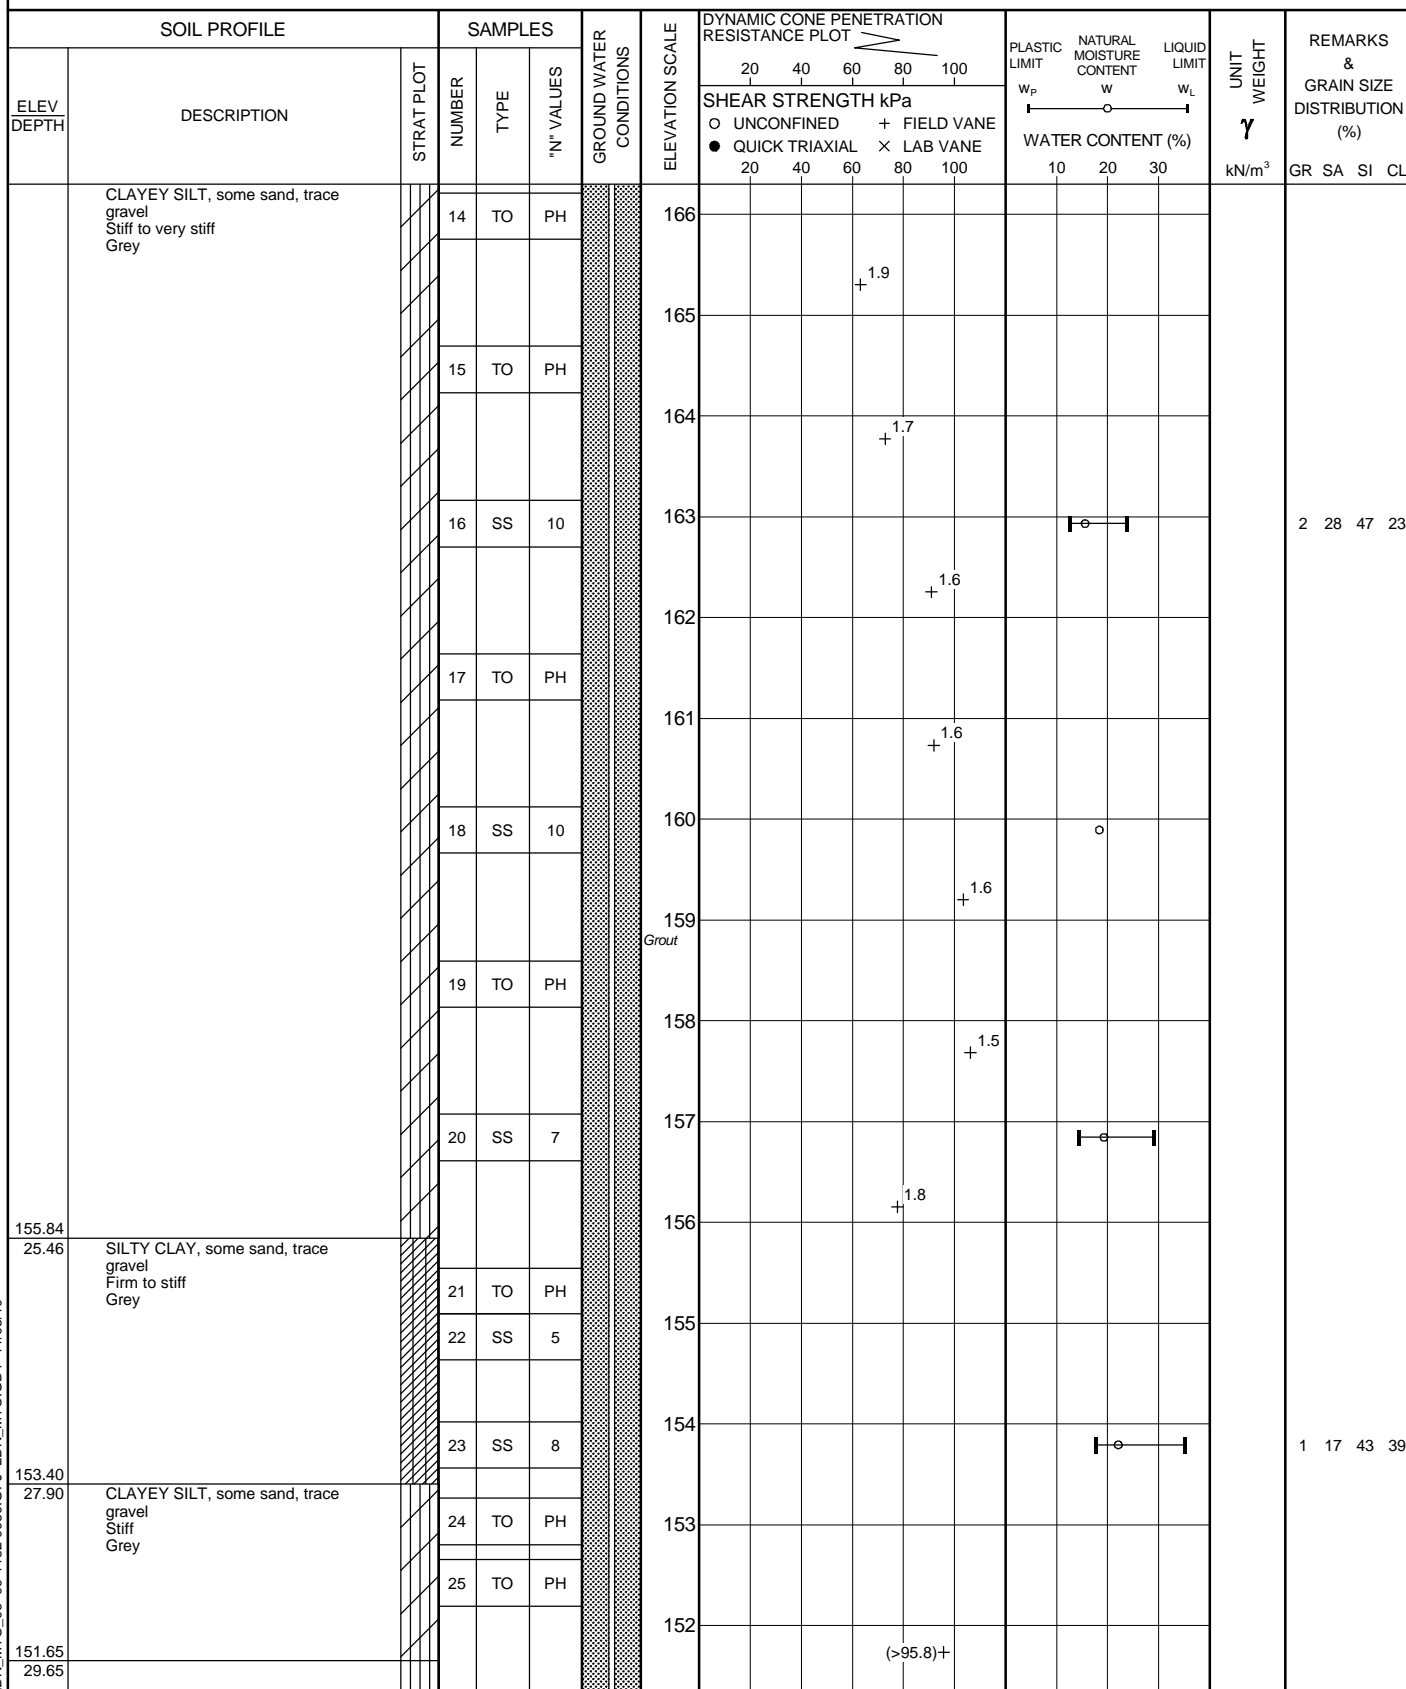 SOIL PROFILE
SAMPLES
GROUND WATER
CONDITIONS
ELEVATION SCALE
DYNAMIC CONE PENETRATION
RESISTANCE PLOT
20 40 60 80 100
SHEAR STRENGTH kPa
○ UNCONFINED + FIELD VANE
● QUICK TRIAXIAL × LAB VANE
20 40 60 80 100
PLASTIC
LIMIT
NATURAL
MOISTURE
CONTENT
LIQUID
LIMIT
wP w wL
WATER CONTENT (%)
10 20 30
UNIT
WEIGHT
γ
kN/m³
REMARKS
&
GRAIN SIZE
DISTRIBUTION
(%)
GR SA SI CL
ELEV
DEPTH
DESCRIPTION
STRAT PLOT
NUMBER
TYPE
"N" VALUES
CLAYEY SILT, some sand, trace
gravel
Stiff to very stiff
Grey
14 TO PH
166
1.9
165
15 TO PH
164
1.7
16 SS 10
163
2 28 47 23
1.6
162
17 TO PH
161
1.6
18 SS 10
160
1.6
159
Grout
19 TO PH
158
1.5
157
20 SS 7
1.8
156
155.84
25.46
SILTY CLAY, some sand, trace
gravel
Firm to stiff
Grey
21 TO PH
155
22 SS 5
154
23 SS 8
1 17 43 39
153.40
27.90
CLAYEY SILT, some sand, trace
gravel
Stiff
Grey
24 TO PH
153
25 TO PH
152
(>95.8)
151.65
29.65